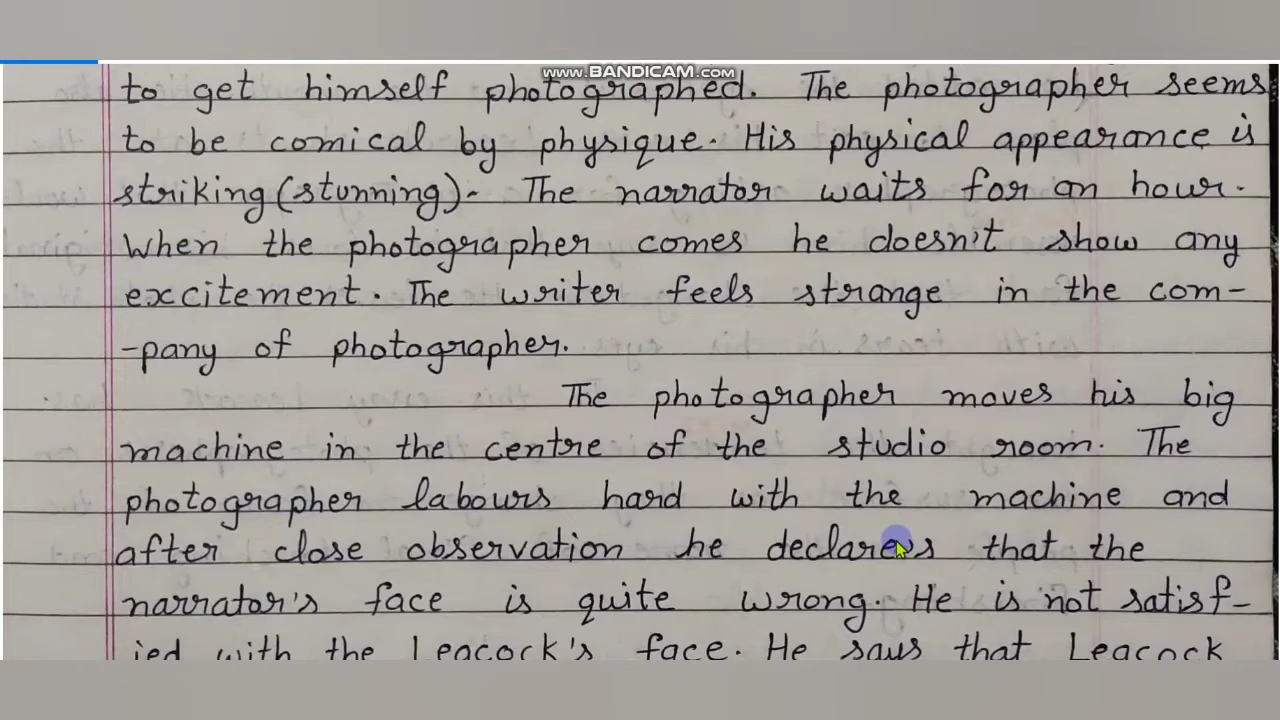 www.BANDICAM.com
to get himself photographed. The photographer seems
to be comical by physique. His physical appearance is
striking (stunning). The narrator waits for an hour.
When the photographer comes he doesn't show any
excitement. The writer feels strange in the com-
-pany of photographer.
The photographer moves his big
machine in the centre of the studio room. The
photographer labours hard with the machine and
after close observation he declares that the
narrator's face is quite wrong. He is not satisf-
ied with the Leacock's face. He says that Leacock